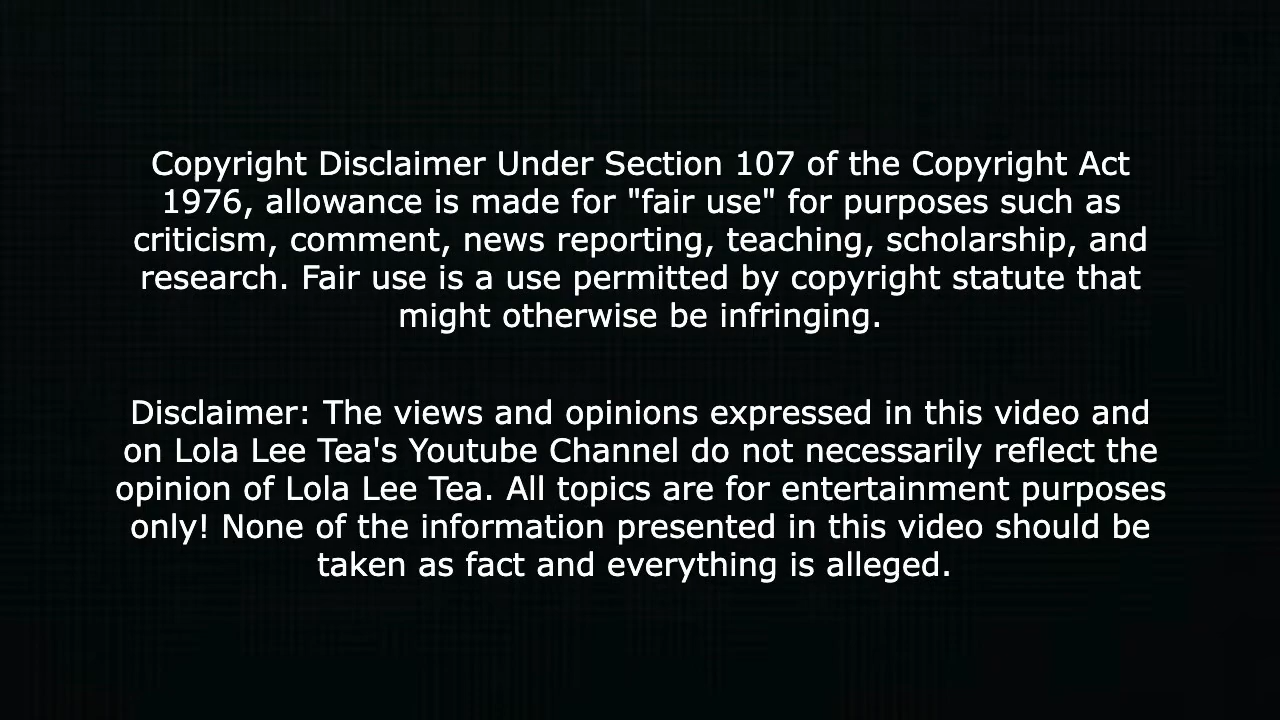 Copyright Disclaimer Under Section 107 of the Copyright Act
1976, allowance is made for "fair use" for purposes such as
criticism, comment, news reporting, teaching, scholarship, and
research. Fair use is a use permitted by copyright statute that
might otherwise be infringing.
Disclaimer: The views and opinions expressed in this video and
on Lola Lee Tea's Youtube Channel do not necessarily reflect the
opinion of Lola Lee Tea. All topics are for entertainment purposes
only! None of the information presented in this video should be
taken as fact and everything is alleged.